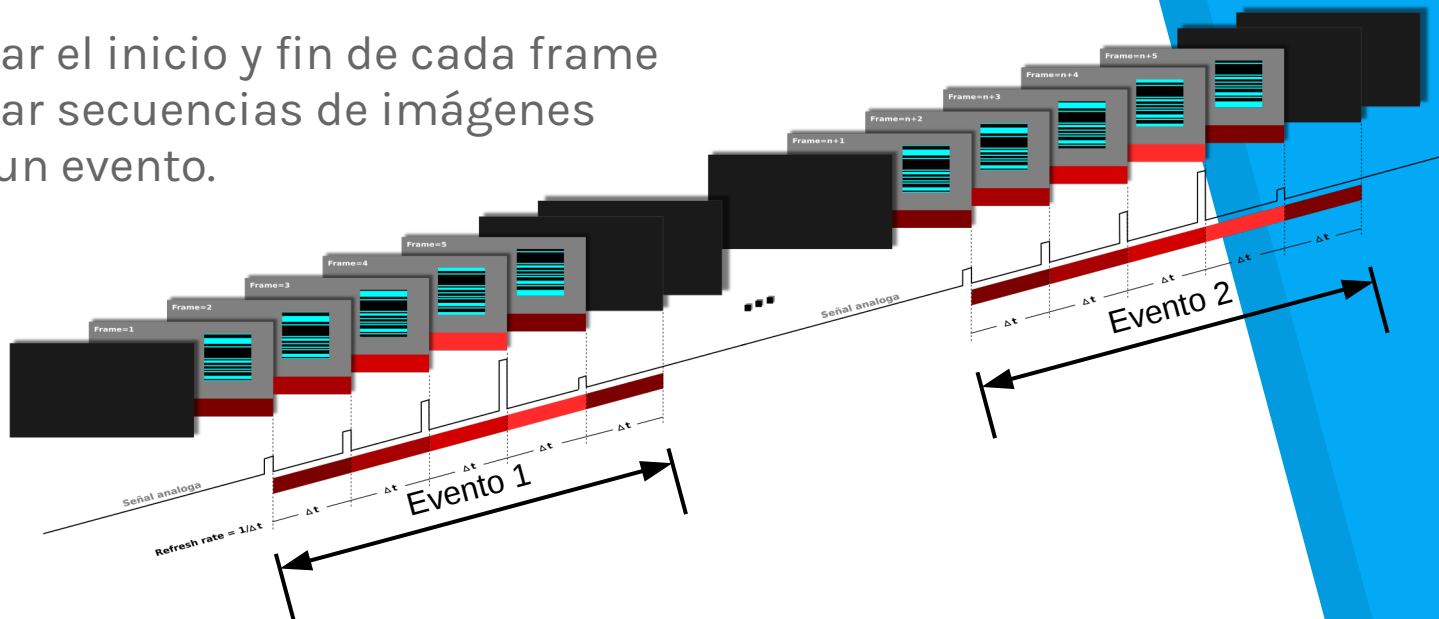 ar el inicio y fin de cada frame
ar secuencias de imágenes
un evento.
Frame=1
Frame=2
Frame=3
Frame=4
Frame=5
Frame=n+1
Frame=n+2
Frame=n+3
Frame=n+4
Frame=n+5
Señal analoga
Refresh rate = 1/Δt
Δt
Δt
Δt
Δt
Δt
Evento 1
Señal analoga
Δt
Δt
Δt
Δt
Δt
Evento 2